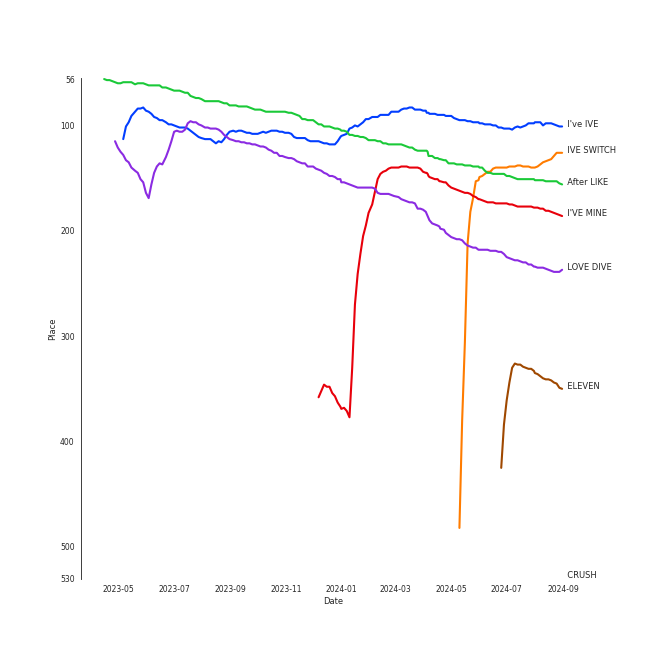 56
100
200
300
400
500
530
Place
2023-05
2023-07
2023-09
2023-11
2024-01
2024-03
2024-05
2024-07
2024-09
Date
I've IVE
IVE SWITCH
After LIKE
I'VE MINE
LOVE DIVE
ELEVEN
CRUSH